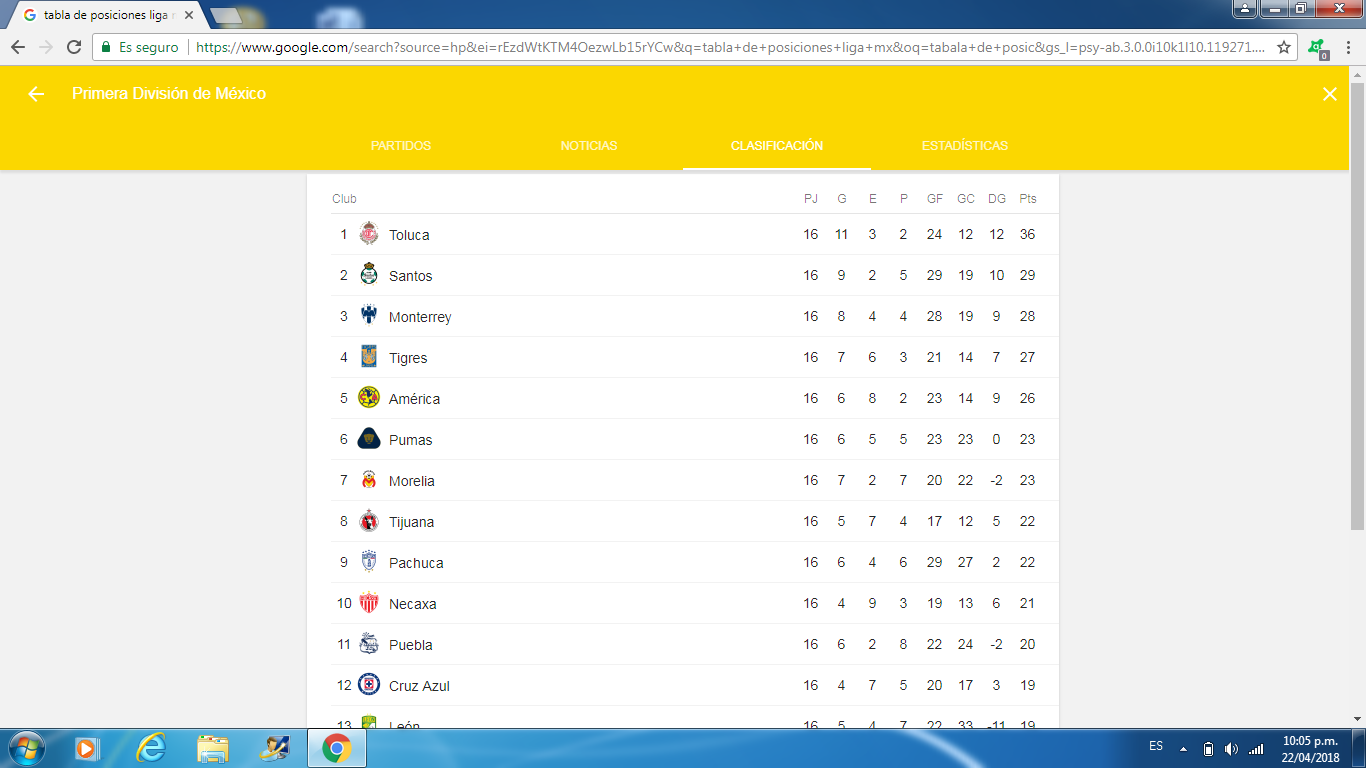 tabla de posiciones liga m
Es seguro https://www.google.com/search?source=hp&ei=rEzdWtKTM4OezwLb15rYCw&q=tabla+de+posiciones+liga+mx&oq=tabala+de+posic&gs_l=psy-ab.3.0.0i10k1l10.119271....
0
Primera División de México
PARTIDOS NOTICIAS CLASIFICACIÓN ESTADÍSTICAS
Club PJ G E P GF GC DG Pts
1 Toluca 16 11 3 2 24 12 12 36
2 Santos 16 9 2 5 29 19 10 29
3 Monterrey 16 8 4 4 28 19 9 28
4 Tigres 16 7 6 3 21 14 7 27
5 América 16 6 8 2 23 14 9 26
6 Pumas 16 6 5 5 23 23 0 23
7 Morelia 16 7 2 7 20 22 -2 23
8 Tijuana 16 5 7 4 17 12 5 22
9 Pachuca 16 6 4 6 29 27 2 22
10 Necaxa 16 4 9 3 19 13 6 21
11 Puebla 16 6 2 8 22 24 -2 20
12 Cruz Azul 16 4 7 5 20 17 3 19
13 León 16 5 4 7 22 33 -11 19
ES 10:05 p.m.
22/04/2018